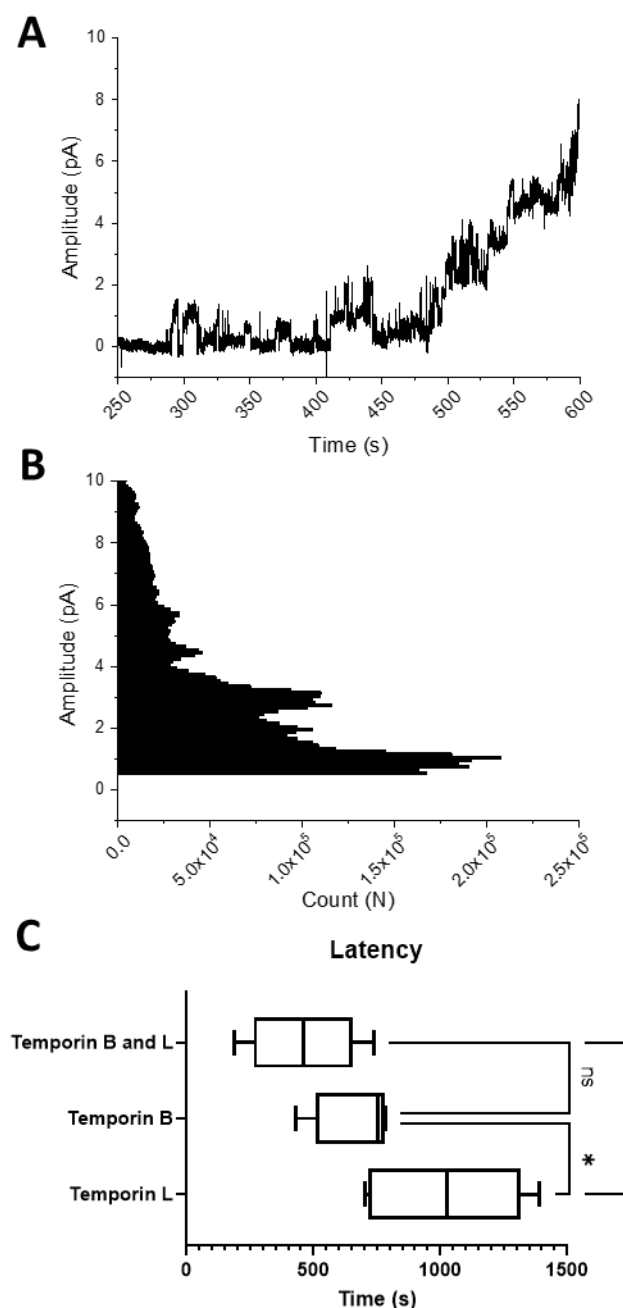 A
10
8
6
4
2
0
Amplitude (pA)
250
300
350
400
450
500
550
600
Time (s)
B
10
8
6
4
2
0
Amplitude (pA)
0.0
5.0x10⁴
1.0x10⁵
1.5x10⁵
2.0x10⁵
2.5x10⁵
Count (N)
C
Latency
Temporin B and L
Temporin B
Temporin L
ns
*
0
500
1000
1500
Time (s)